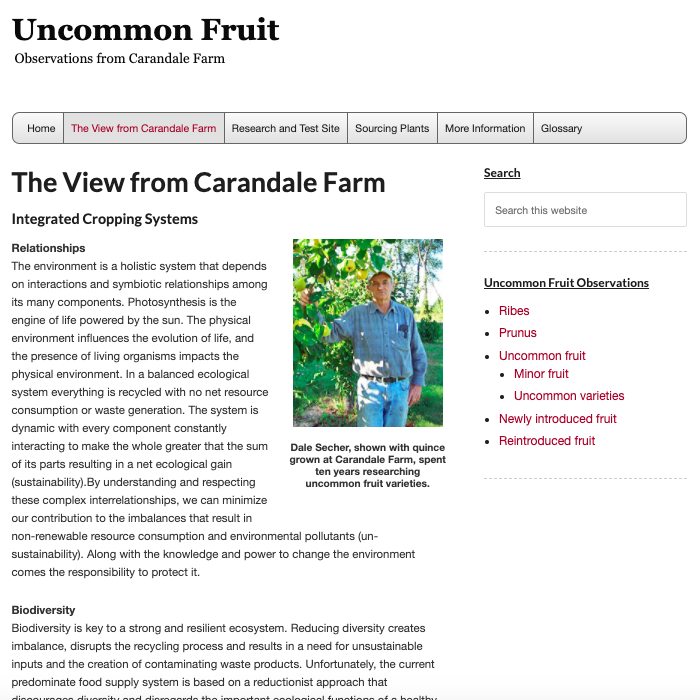 Uncommon Fruit
Observations from Carandale Farm
Home
The View from Carandale Farm
Research and Test Site
Sourcing Plants
More Information
Glossary
The View from Carandale Farm
Integrated Cropping Systems
Relationships
The environment is a holistic system that depends
on interactions and symbiotic relationships among
its many components. Photosynthesis is the
engine of life powered by the sun. The physical
environment influences the evolution of life, and
the presence of living organisms impacts the
physical environment. In a balanced ecological
system everything is recycled with no net resource
consumption or waste generation. The system is
dynamic with every component constantly
interacting to make the whole greater that the sum
of its parts resulting in a net ecological gain
(sustainability).By understanding and respecting
these complex interrelationships, we can minimize
our contribution to the imbalances that result in
non-renewable resource consumption and environmental pollutants (un-
sustainability). Along with the knowledge and power to change the environment
comes the responsibility to protect it.
Dale Secher, shown with quince
grown at Carandale Farm, spent
ten years researching
uncommon fruit varieties.
Biodiversity
Biodiversity is key to a strong and resilient ecosystem. Reducing diversity creates
imbalance, disrupts the recycling process and results in a need for unsustainable
inputs and the creation of contaminating waste products. Unfortunately, the current
predominate food supply system is based on a reductionist approach that
discourages diversity and disregards the important ecological functions of a healthy
Search
Search this website
Uncommon Fruit Observations
Ribes
Prunus
Uncommon fruit
Minor fruit
Uncommon varieties
Newly introduced fruit
Reintroduced fruit